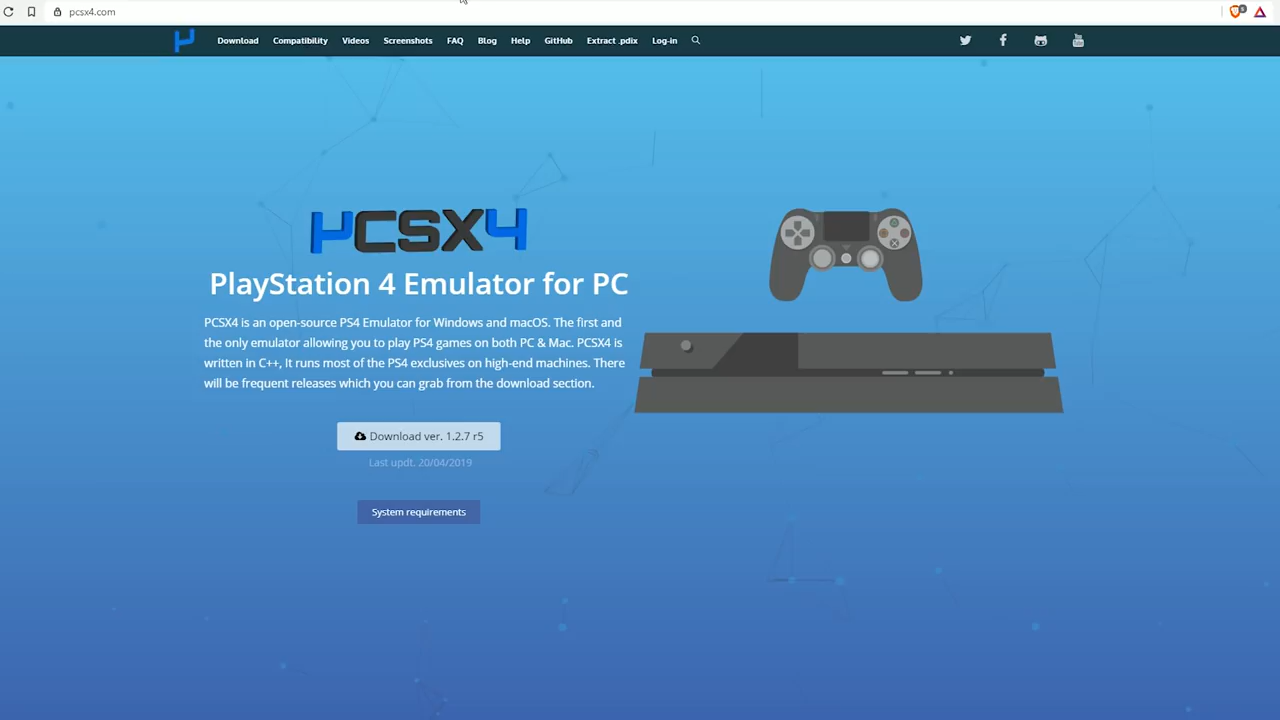 pcsx4.com
Download Compatibility Videos Screenshots FAQ Blog Help GitHub Extract .pdix Log-in
PCSX4
PlayStation 4 Emulator for PC
PCSX4 is an open-source PS4 Emulator for Windows and macOS. The first and
the only emulator allowing you to play PS4 games on both PC & Mac. PCSX4 is
written in C++, It runs most of the PS4 exclusives on high-end machines. There
will be frequent releases which you can grab from the download section.
Download ver. 1.2.7 r5
Last updt. 20/04/2019
System requirements